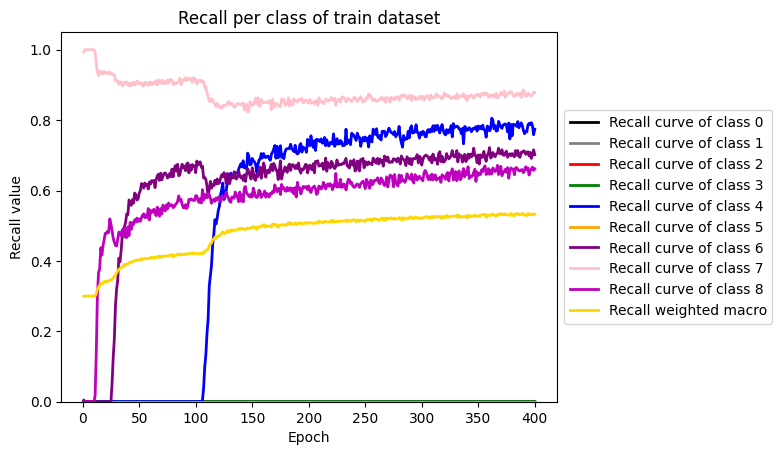 Recall per class of train dataset
Recall value
1.0
0.8
0.6
0.4
0.2
0.0
0
50
100
150
200
250
300
350
400
Epoch
Recall curve of class 0
Recall curve of class 1
Recall curve of class 2
Recall curve of class 3
Recall curve of class 4
Recall curve of class 5
Recall curve of class 6
Recall curve of class 7
Recall curve of class 8
Recall weighted macro